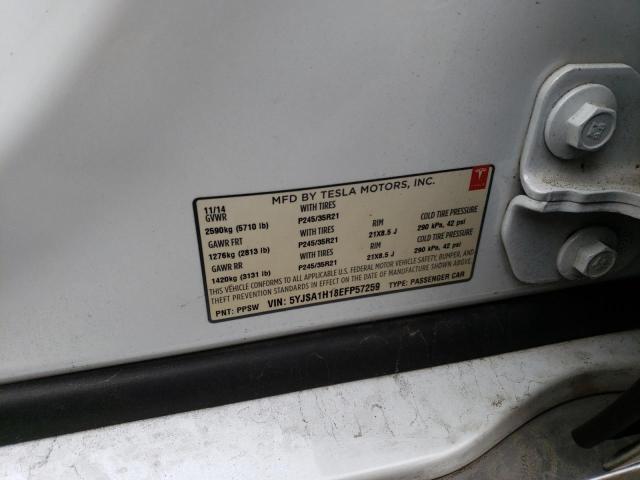 MFD BY TESLA MOTORS, INC.
11/14
GVWR WITH TIRES
2590kg (5710 lb) P245/35R21 RIM COLD TIRE PRESSURE
GAWR FRT WITH TIRES 21X8.5 J 290 kPa, 42 psi
1276kg (2813 lb) P245/35R21 RIM COLD TIRE PRESSURE
GAWR RR WITH TIRES 21X8.5 J 290 kPa, 42 psi
1420kg (3131 lb) P245/35R21
THIS VEHICLE CONFORMS TO ALL APPLICABLE U.S. FEDERAL MOTOR VEHICLE SAFETY, BUMPER, AND
THEFT PREVENTION STANDARDS IN EFFECT ON THE DATE OF MANUFACTURE SHOWN ABOVE.
PNT: PPSW VIN: 5YJSA1H18EFP57259 TYPE: PASSENGER CAR